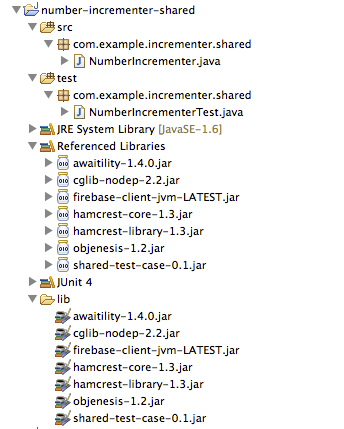 number-incrementer-shared
src
com.example.incrementer.shared
NumberIncrementer.java
test
com.example.incrementer.shared
NumberIncrementerTest.java
JRE System Library [JavaSE-1.6]
Referenced Libraries
awaitility-1.4.0.jar
cglib-nodep-2.2.jar
firebase-client-jvm-LATEST.jar
hamcrest-core-1.3.jar
hamcrest-library-1.3.jar
objenesis-1.2.jar
shared-test-case-0.1.jar
JUnit 4
lib
awaitility-1.4.0.jar
cglib-nodep-2.2.jar
firebase-client-jvm-LATEST.jar
hamcrest-core-1.3.jar
hamcrest-library-1.3.jar
objenesis-1.2.jar
shared-test-case-0.1.jar